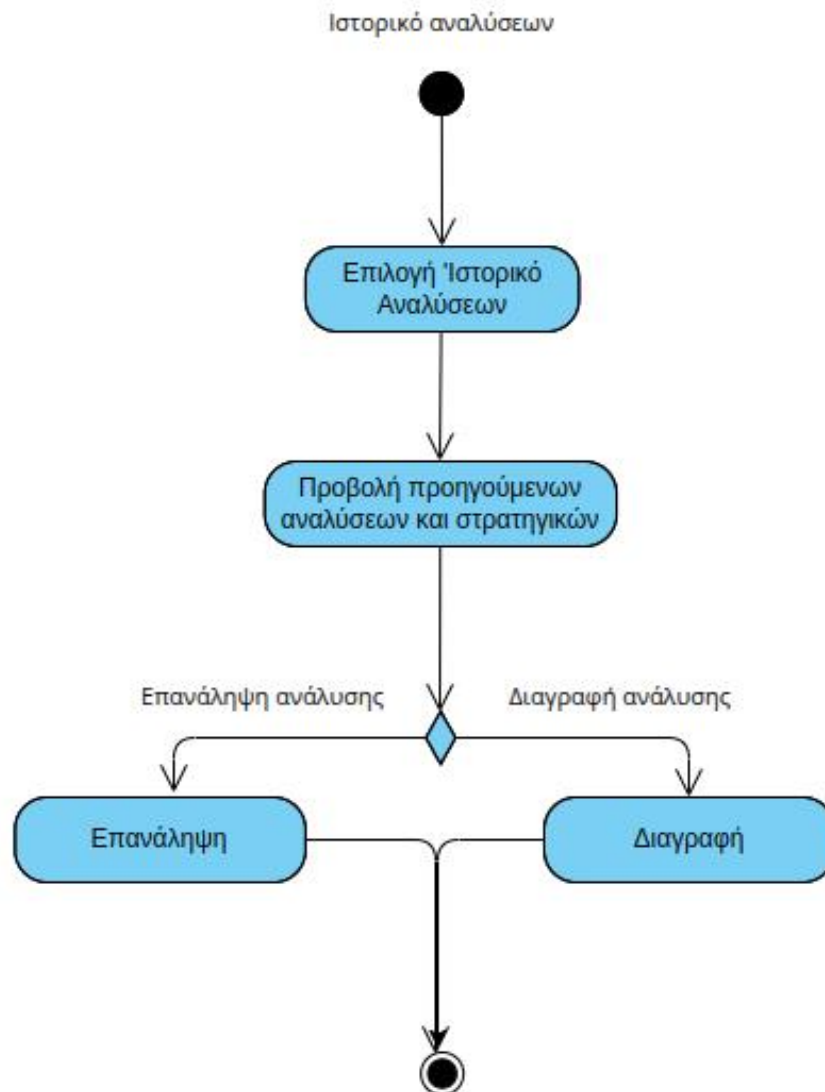 Ιστορικό αναλύσεων
Επιλογή 'Ιστορικό
Αναλύσεων
Προβολή προηγούμενων
αναλύσεων και στρατηγικών
Επανάληψη ανάλυσης
Διαγραφή ανάλυσης
Επανάληψη
Διαγραφή